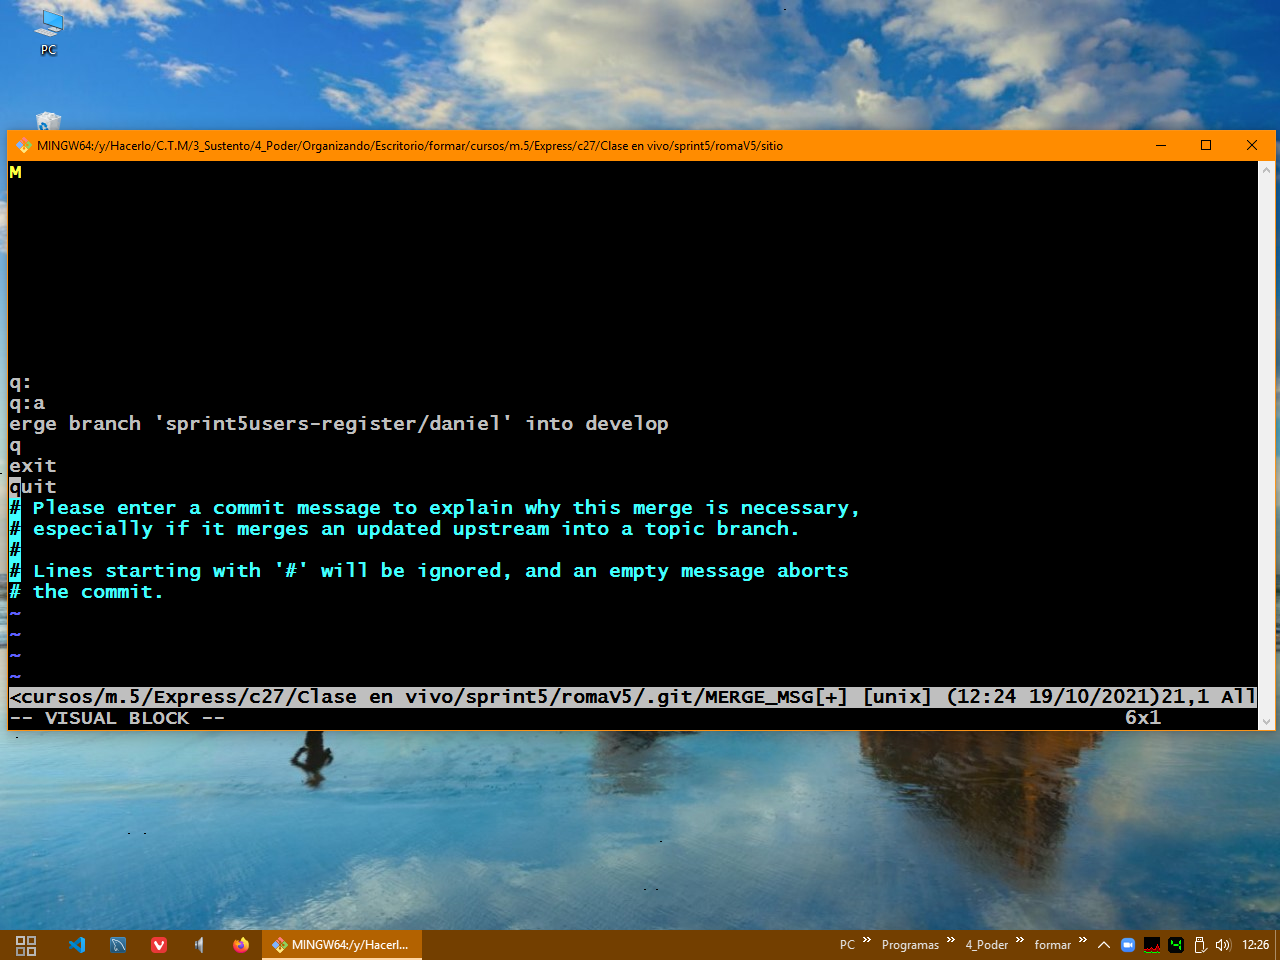 PC
MINGW64:/y/Hacerlo/C.T.M/3_Sustento/4_Poder/Organizando/Escritorio/formar/cursos/m.5/Express/c27/Clase en vivo/sprint5/romaV5/sitio
M
q:
q:a
erge branch 'sprint5users-register/daniel' into develop
q
exit
quit
# Please enter a commit message to explain why this merge is necessary,
# especially if it merges an updated upstream into a topic branch.
#
# Lines starting with '#' will be ignored, and an empty message aborts
# the commit.
~
~
~
~
<cursos/m.5/Express/c27/Clase en vivo/sprint5/romaV5/.git/MERGE_MSG[+] [unix] (12:24 19/10/2021)21,1 All
-- VISUAL BLOCK -- 6x1
MINGW64:/y/Hacerl... PC » Programas » 4_Poder » formar » 12:26